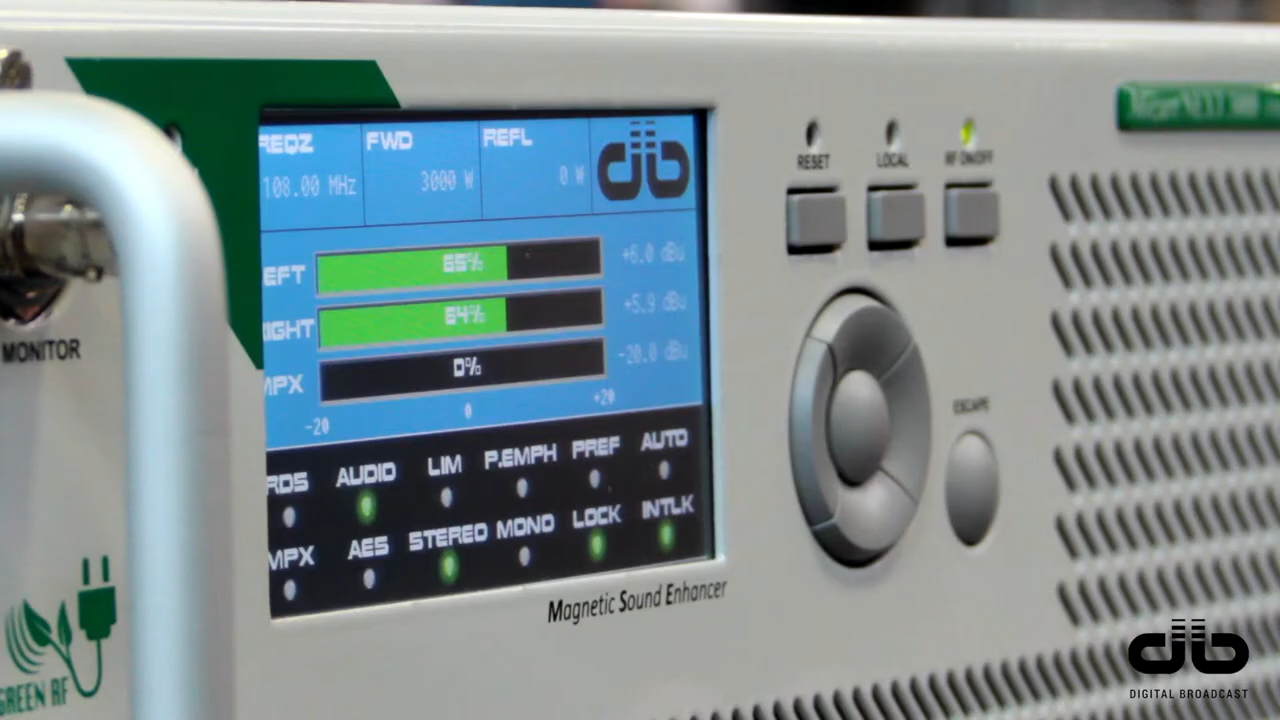 REQZ FWD REFL
108.00 MHz 3000 W 0 W
db
EFT 65% +6.0 dBu
IGHT 64% +5.9 dBu
MPX 0% -20.0 dBu
-20 0 +20
RDS AUDIO LIM P.EMPH PREF AUTO
MPX AES STEREO MONO LOCK INTLK
Magnetic Sound Enhancer
RESET LOCAL RF ON/OFF
ESCAPE
MONITOR
GREEN RF
db
DIGITAL BROADCAST